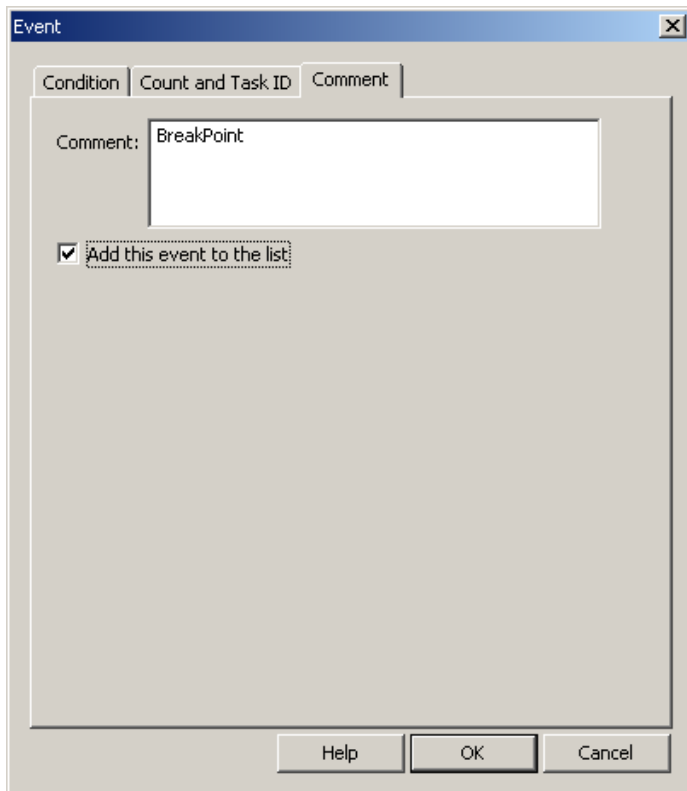 Event
Condition Count and Task ID Comment
Comment: BreakPoint
Add this event to the list
Help OK Cancel